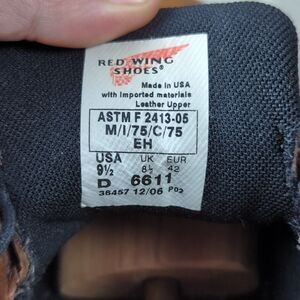 RED WING
SHOES®
Made in USA
with imported materials
Leather Upper
ASTM F 2413-05
M/I/75/C/75
EH
USA UK EUR
9½ 8½ 42
D 6611
36457 12/06 P02